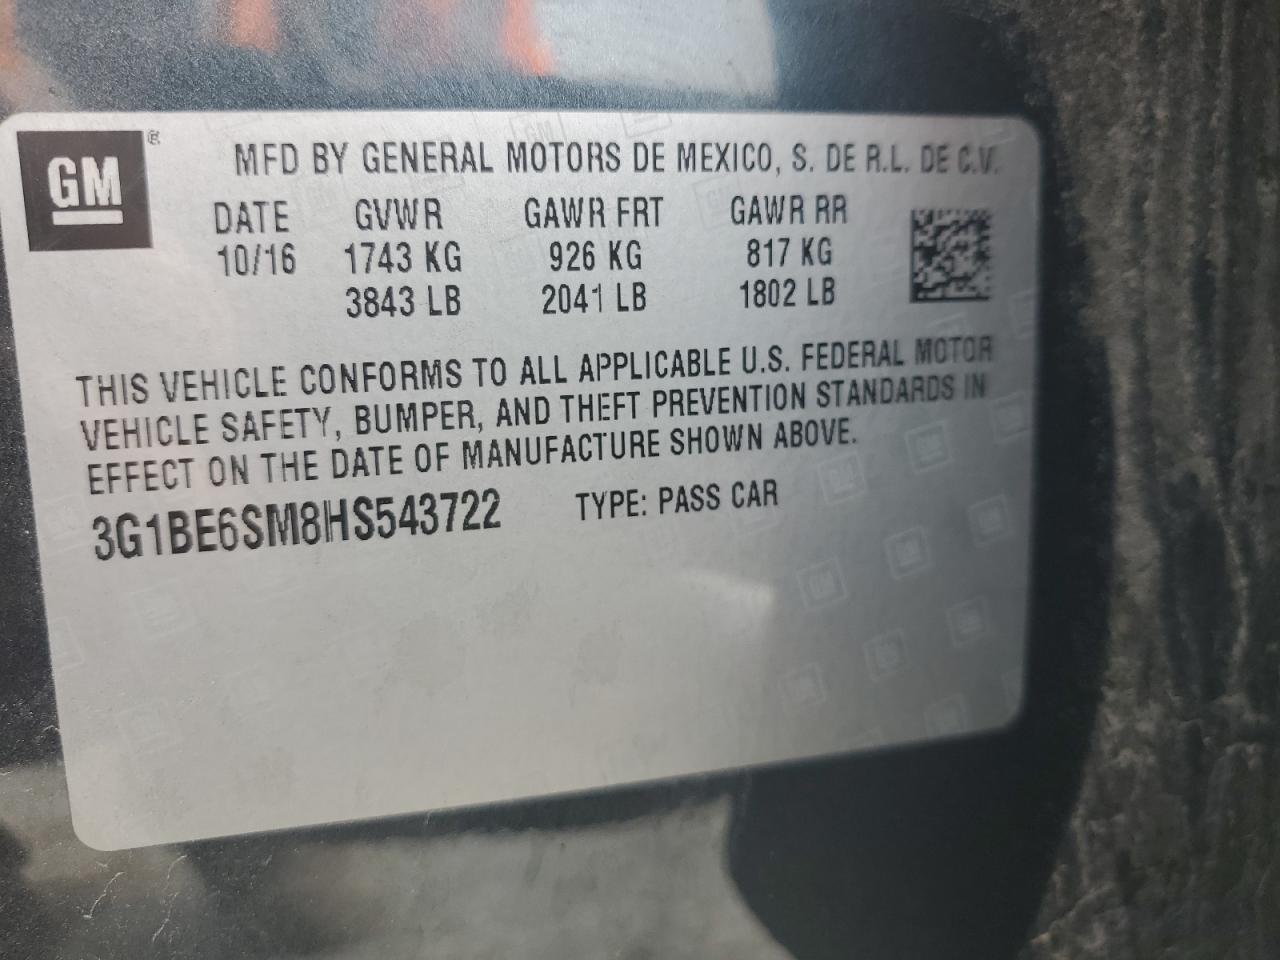 GM ®
MFD BY GENERAL MOTORS DE MEXICO, S. DE R.L. DE C.V.
DATE GVWR GAWR FRT GAWR RR
10/16 1743 KG 926 KG 817 KG
3843 LB 2041 LB 1802 LB
THIS VEHICLE CONFORMS TO ALL APPLICABLE U.S. FEDERAL MOTOR
VEHICLE SAFETY, BUMPER, AND THEFT PREVENTION STANDARDS IN
EFFECT ON THE DATE OF MANUFACTURE SHOWN ABOVE.
3G1BE6SM8HS543722 TYPE: PASS CAR